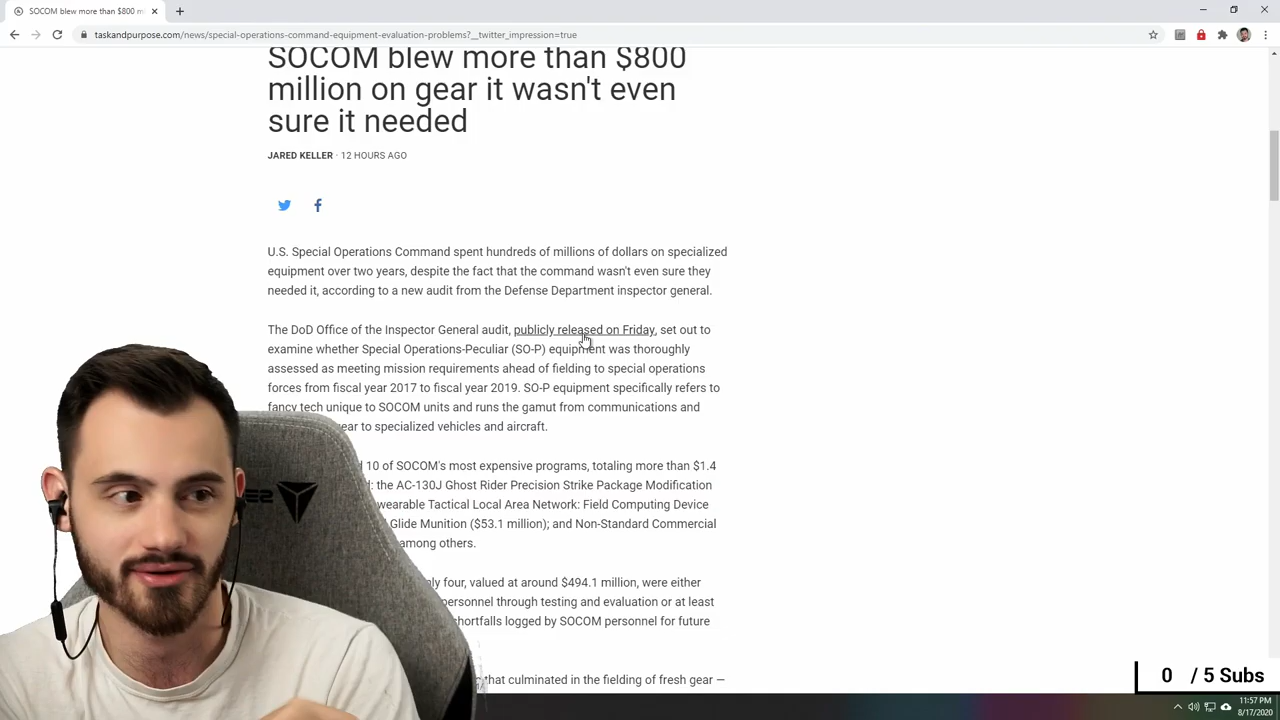 SOCOM blew more than $800 m
taskandpurpose.com/news/special-operations-command-equipment-evaluation-problems?__twitter_impression=true
SOCOM blew more than $800
million on gear it wasn't even
sure it needed
JARED KELLER · 12 HOURS AGO
U.S. Special Operations Command spent hundreds of millions of dollars on specialized
equipment over two years, despite the fact that the command wasn't even sure they
needed it, according to a new audit from the Defense Department inspector general.
The DoD Office of the Inspector General audit, publicly released on Friday, set out to
examine whether Special Operations-Peculiar (SO-P) equipment was thoroughly
assessed as meeting mission requirements ahead of fielding to special operations
forces from fiscal year 2017 to fiscal year 2019. SO-P equipment specifically refers to
fancy tech unique to SOCOM units and runs the gamut from communications and
to specialized vehicles and aircraft.
10 of SOCOM's most expensive programs, totaling more than $1.4
the AC-130J Ghost Rider Precision Strike Package Modification
wearable Tactical Local Area Network: Field Computing Device
Glide Munition ($53.1 million); and Non-Standard Commercial
among others.
four, valued at around $494.1 million, were either
personnel through testing and evaluation or at least
shortfalls logged by SOCOM personnel for future
that culminated in the fielding of fresh gear —
0 / 5 Subs
11:57 PM
8/17/2020